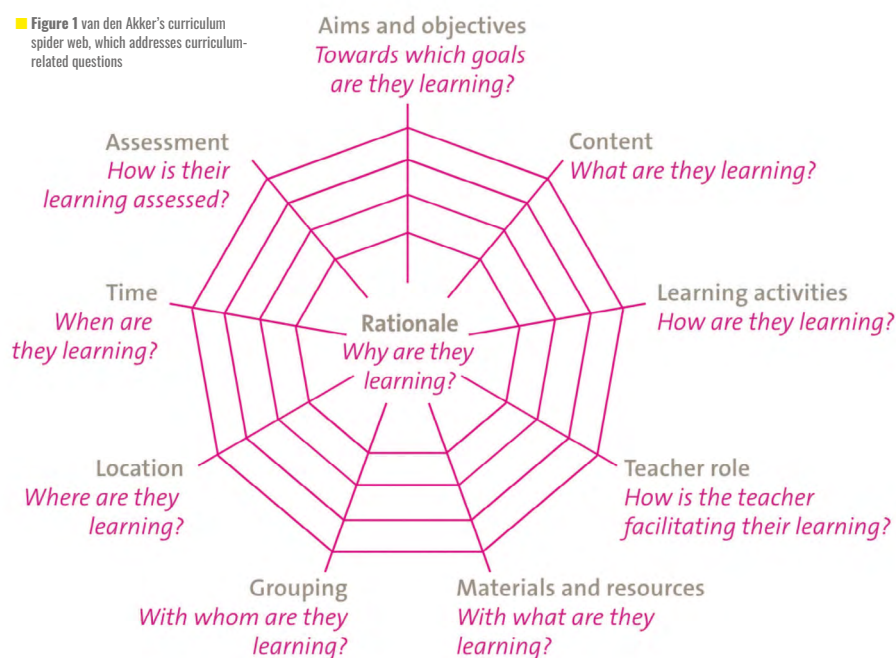 Figure 1 van den Akker's curriculum
spider web, which addresses curriculum-
related questions
Aims and objectives
Towards which goals
are they learning?
Content
What are they learning?
Learning activities
How are they learning?
Teacher role
How is the teacher
facilitating their learning?
Materials and resources
With what are they
learning?
Grouping
With whom are they
learning?
Location
Where are they
learning?
Time
When are
they learning?
Assessment
How is their
learning assessed?
Rationale
Why are they
learning?